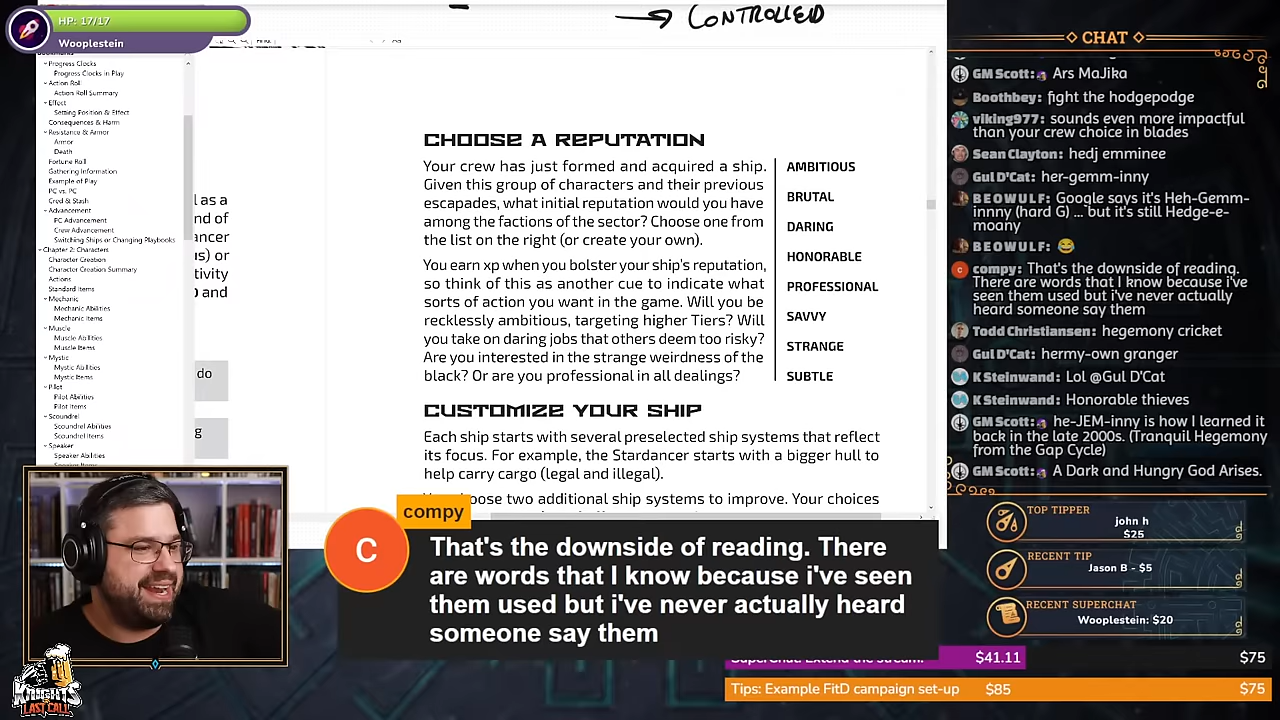 HP: 17/17
Wooplestein
→ CONTROLLED
Progress Clocks
Progress Clocks in Play
Action Roll
Action Roll Summary
Effect
Setting Position & Effect
Consequences & Harm
Resistance & Armor
Armor
Death
Fortune Roll
Gathering Information
Example of Play
PC vs. PC
Cred & Stash
Advancement
PC Advancement
Crew Advancement
Switching Ships or Changing Playbooks
Chapter 2: Characters
Character Creation
Character Creation Summary
Actions
Standard Items
Mechanic
Mechanic Abilities
Mechanic Items
Muscle
Muscle Abilities
Muscle Items
Mystic
Mystic Abilities
Mystic Items
Pilot
Pilot Abilities
Pilot Items
Scoundrel
Scoundrel Abilities
Scoundrel Items
Speaker
Speaker Abilities
as a
nd of
ancer
us) or
tivity
and
do
g
CHOOSE A REPUTATION
Your crew has just formed and acquired a ship.
Given this group of characters and their previous
escapades, what initial reputation would you have
among the factions of the sector? Choose one from
the list on the right (or create your own).
You earn xp when you bolster your ship's reputation,
so think of this as another cue to indicate what
sorts of action you want in the game. Will you be
recklessly ambitious, targeting higher Tiers? Will
you take on daring jobs that others deem too risky?
Are you interested in the strange weirdness of the
black? Or are you professional in all dealings?
AMBITIOUS
BRUTAL
DARING
HONORABLE
PROFESSIONAL
SAVVY
STRANGE
SUBTLE
CUSTOMIZE YOUR SHIP
Each ship starts with several preselected ship systems that reflect
its focus. For example, the Stardancer starts with a bigger hull to
help carry cargo (legal and illegal).
oose two additional ship systems to improve. Your choices
compy
C
That's the downside of reading. There
are words that I know because i've seen
them used but i've never actually heard
someone say them
KNIGHTS
OF
LAST CALL
CHAT
GM Scott: Ars MaJika
Boothbey: fight the hodgepodge
viking977: sounds even more impactful
than your crew choice in blades
Sean Clayton: hedj emminee
Gul D'Cat: her-gemm-inny
BEOWULF: Google says it's Heh-Gemm-
innny (hard G) ... but it's still Hedge-e-
moany
BEOWULF: 😂
compy: That's the downside of reading.
There are words that I know because i've
seen them used but i've never actually
heard someone say them
Todd Christiansen: hegemony cricket
Gul D'Cat: hermy-own granger
K Steinwand: Lol @Gul D'Cat
K Steinwand: Honorable thieves
GM Scott: he-JEM-inny is how I learned it
back in the late 2000s. (Tranquil Hegemony
from the Gap Cycle)
GM Scott: A Dark and Hungry God Arises.
TOP TIPPER
john h
$25
RECENT TIP
Jason B - $5
RECENT SUPERCHAT
Wooplestein: $20
SuperChat: Extend the stream! $41.11 $75
Tips: Example FitD campaign set-up $85 $75